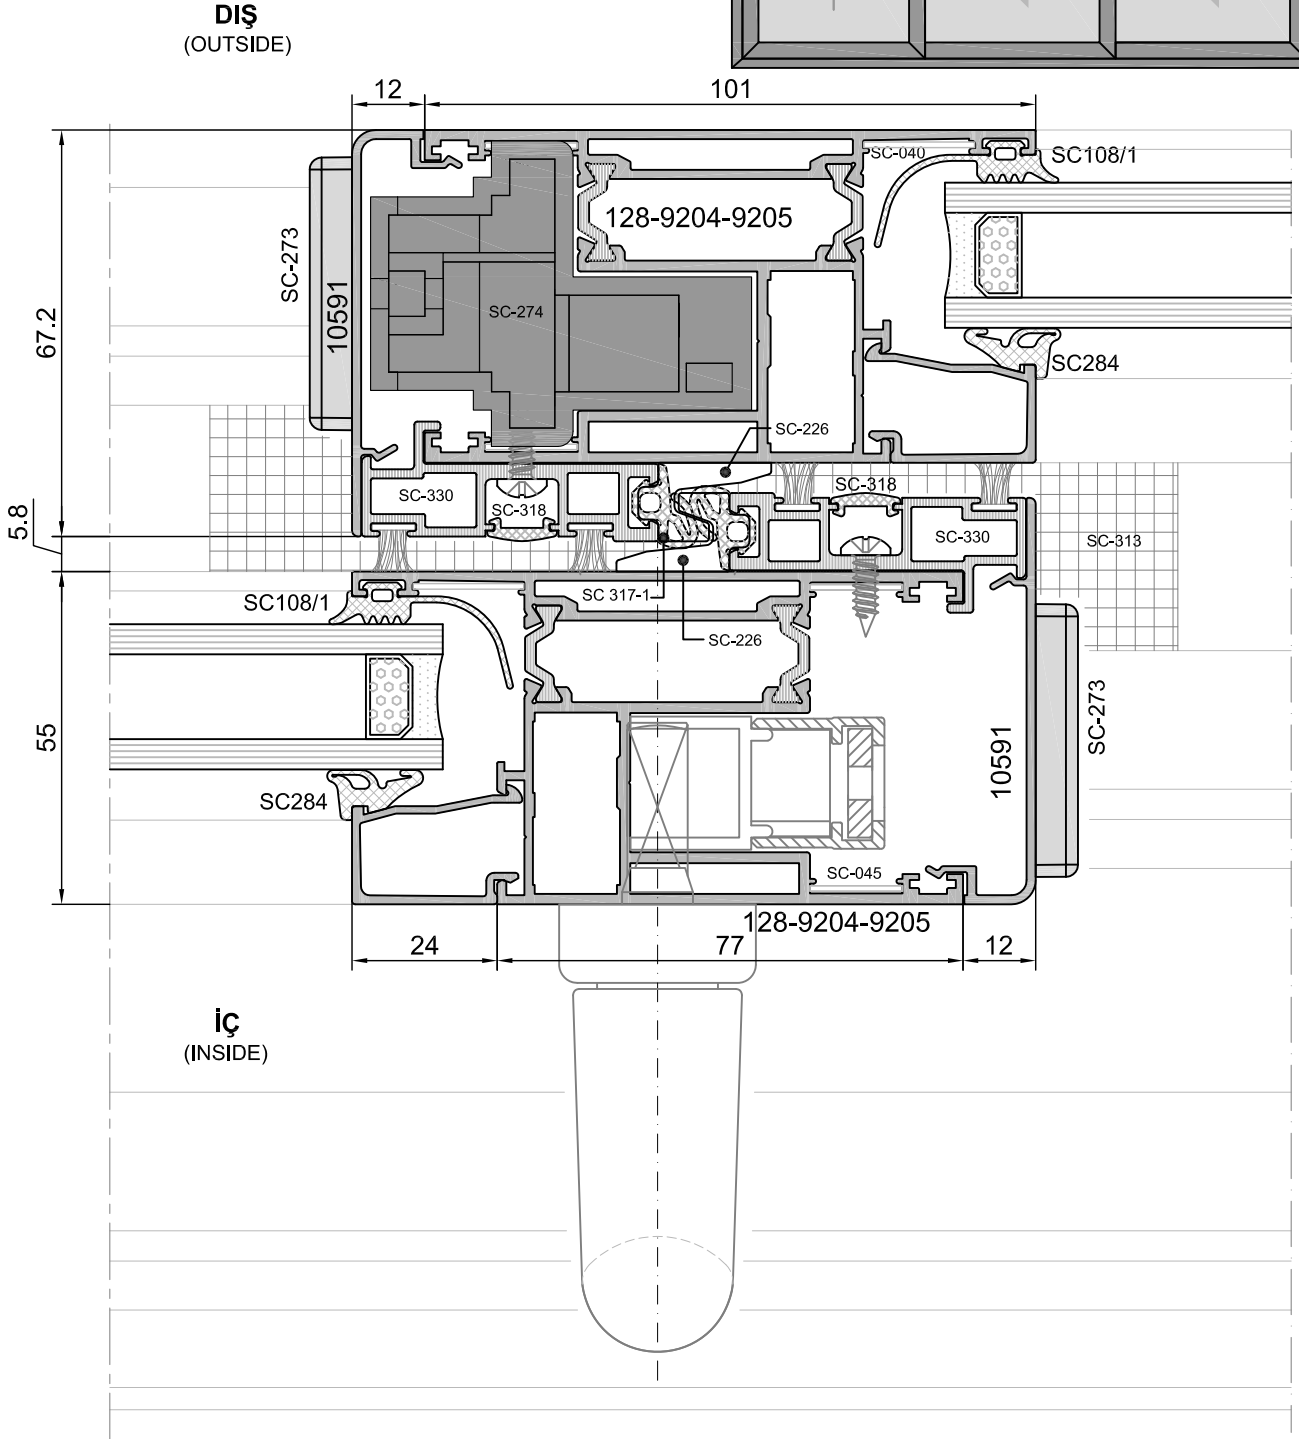 DIŞ
(OUTSIDE)
12
101
SC-040
SC108/1
128-9204-9205
SC-273
10591
SC-274
67.2
SC284
SC-226
SC-318
SC-330
SC-318
SC-330
SC-313
5.8
SC108/1
SC 317-1
SC-226
55
SC-273
10591
SC284
SC-045
128-9204-9205
24
77
12
İÇ
(INSIDE)